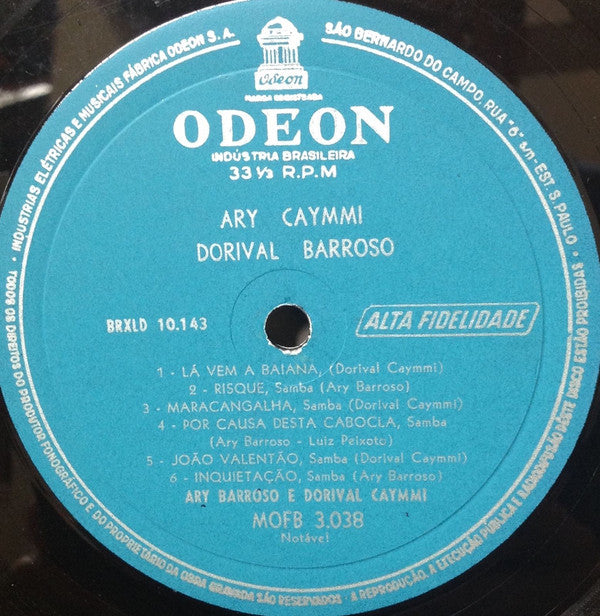 INDÚSTRIAS ELÉTRICAS E MUSICAIS FÁBRICA ODEON S. A.
SÃO BERNARDO DO CAMPO, RUA "6" s/n - EST. S. PAULO
Odeon
MARCA REGISTRADA
ODEON
INDÚSTRIA BRASILEIRA
33 1/3 R.P.M
ARY CAYMMI
DORIVAL BARROSO
BRXLD 10.143
ALTA FIDELIDADE
1 - LÁ VEM A BAIANA, (Dorival Caymmi)
2 - RISQUE, Samba (Ary Barroso)
3 - MARACANGALHA, Samba (Dorival Caymmi)
4 - POR CAUSA DESTA CABOCLA, Samba
(Ary Barroso - Luiz Peixoto)
5 - JOÃO VALENTÃO, Samba (Dorival Caymmi)
6 - INQUIETAÇÃO, Samba (Ary Barroso)
ARY BARROSO E DORIVAL CAYMMI
MOFB 3.038
Notável
TODOS OS DIREITOS DO PRODUTOR FONOGRÁFICO E DO PROPRIETÁRIO DA OBRA GRAVADA SÃO RESERVADOS - A REPRODUÇÃO, A EXECUÇÃO PÚBLICA E RADIODIFUSÃO DÊSTE DISCO ESTÃO PROIBIDAS